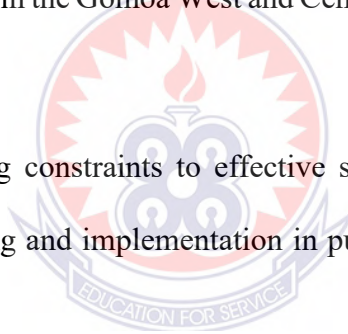 in the Gomoa West and Cen
g constraints to effective s
g and implementation in pu
EDUCATION FOR SERVICE